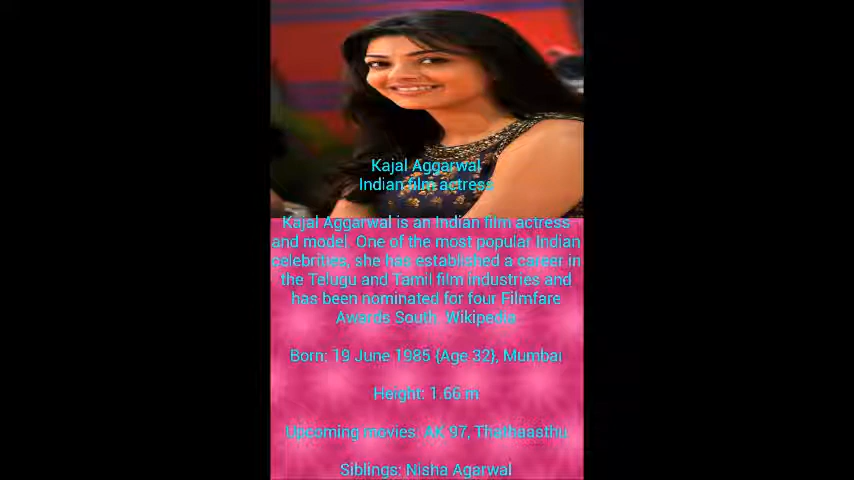 Kajal Aggarwal
Indian film actress
Kajal Aggarwal is an Indian film actress
and model. One of the most popular Indian
celebrities, she has established a career in
the Telugu and Tamil film industries and
has been nominated for four Filmfare
Awards South. Wikipedia
Born: 19 June 1985 {Age 32}, Mumbai
Height: 1.66 m
Upcoming movies: AK 97, Thathaasthu
Siblings: Nisha Agarwal